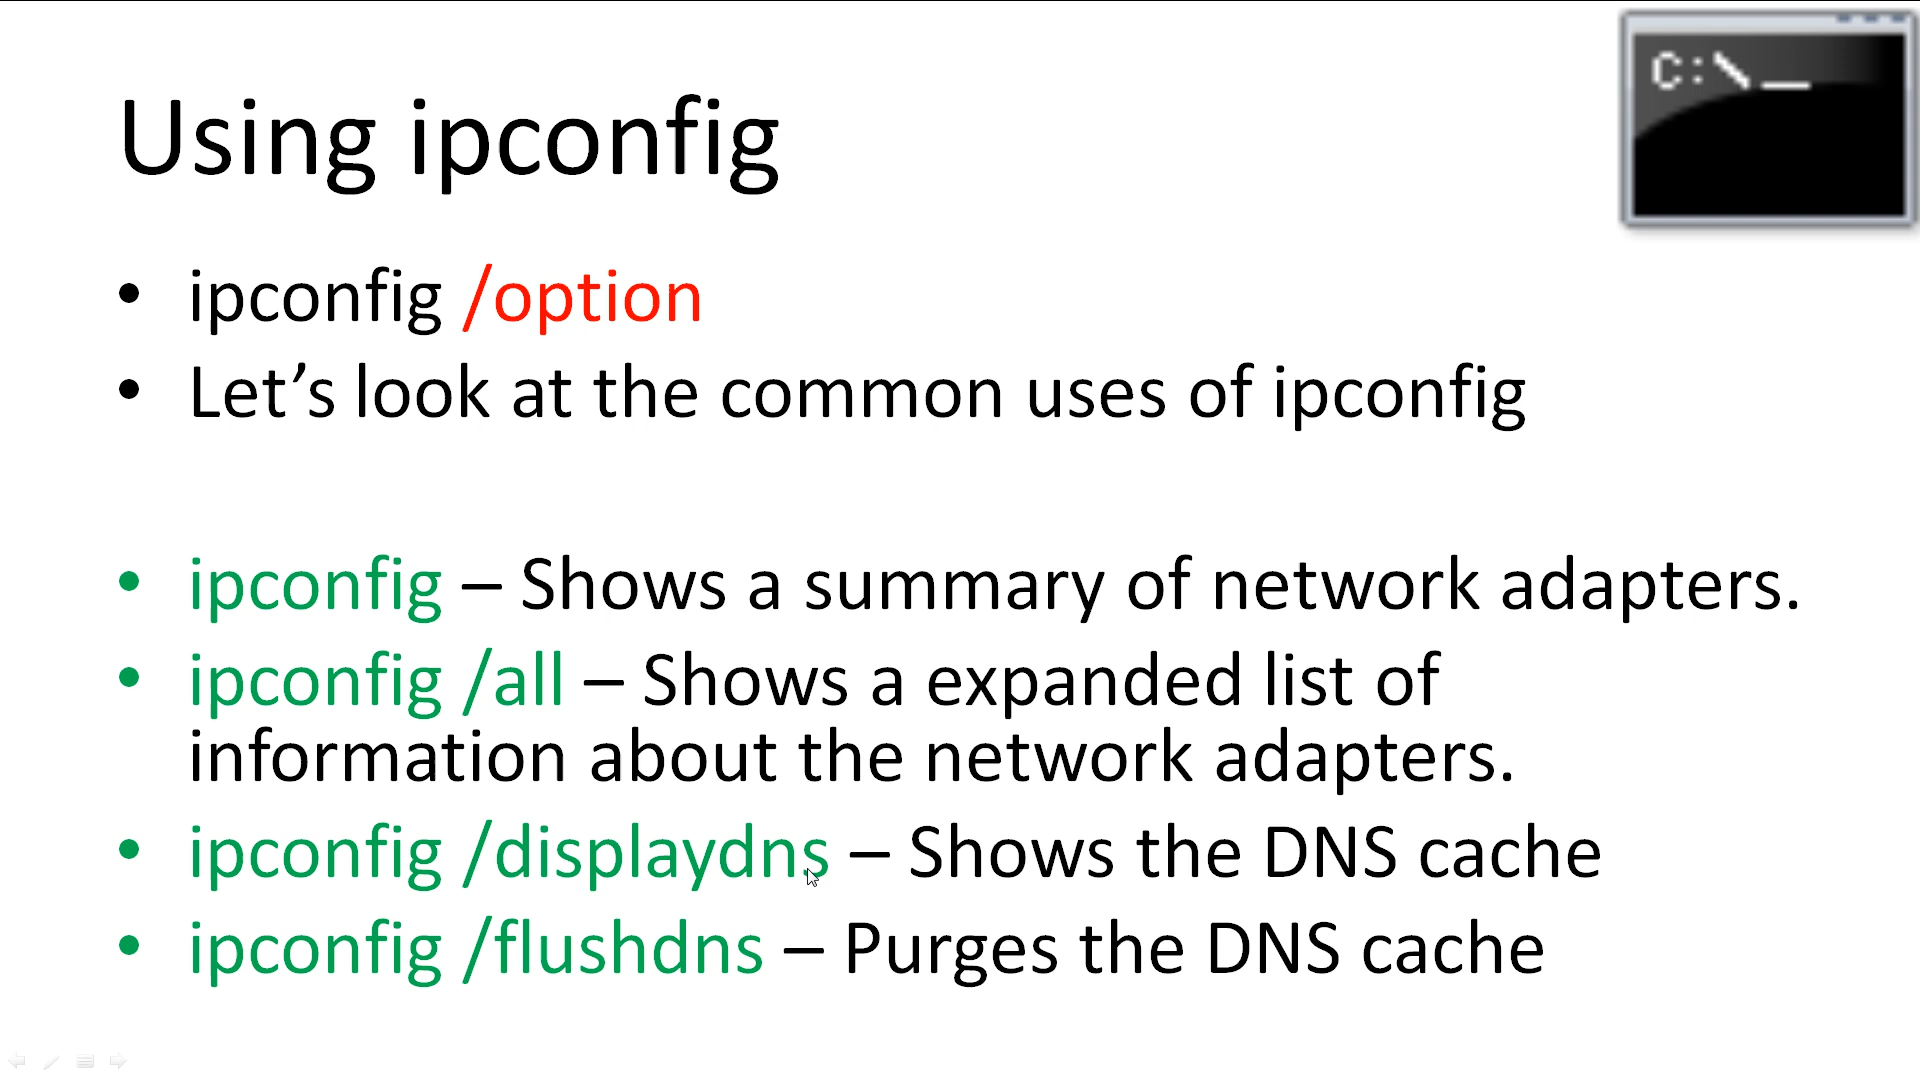 C:\_
Using ipconfig
• ipconfig /option
• Let’s look at the common uses of ipconfig
• ipconfig – Shows a summary of network adapters.
• ipconfig /all – Shows a expanded list of
information about the network adapters.
• ipconfig /displaydns – Shows the DNS cache
• ipconfig /flushdns – Purges the DNS cache